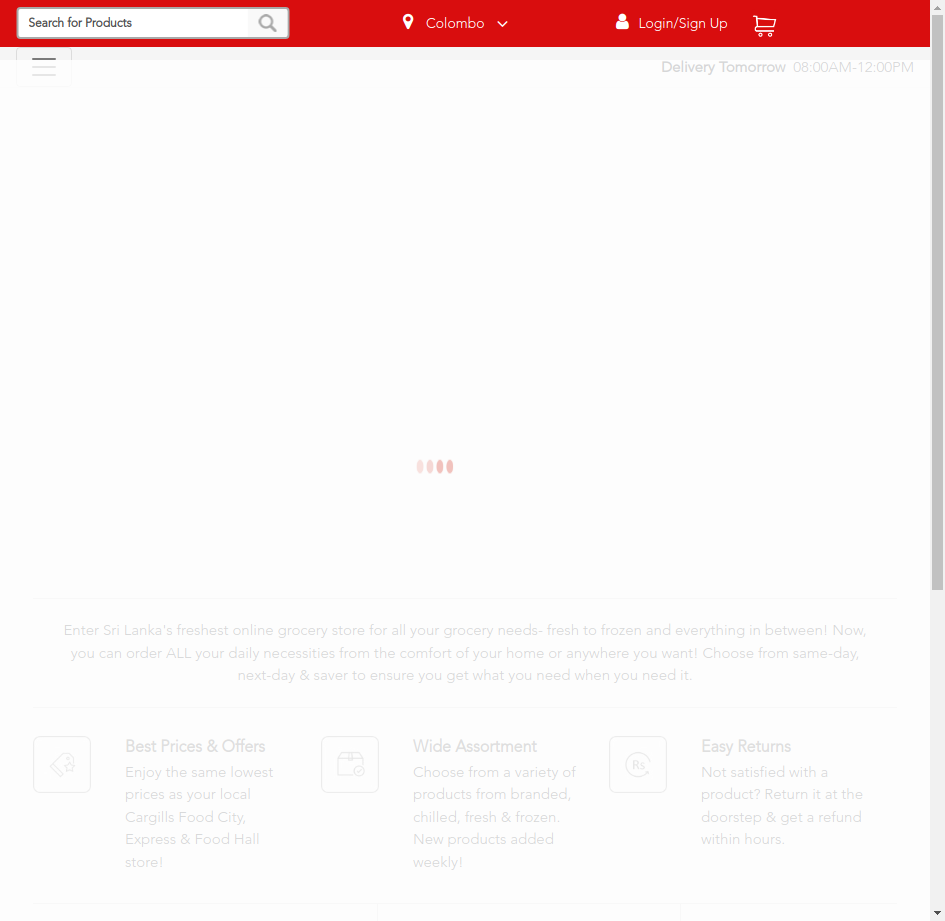 Search for Products
Colombo
Login/Sign Up
Delivery Tomorrow 08:00AM-12:00PM
Enter Sri Lanka's freshest online grocery store for all your grocery needs- fresh to frozen and everything in between! Now,
you can order ALL your daily necessities from the comfort of your home or anywhere you want! Choose from same-day,
next-day & saver to ensure you get what you need when you need it.
Best Prices & Offers
Enjoy the same lowest
prices as your local
Cargills Food City,
Express & Food Hall
store!
Wide Assortment
Choose from a variety of
products from branded,
chilled, fresh & frozen.
New products added
weekly!
Rs
Easy Returns
Not satisfied with a
product? Return it at the
doorstep & get a refund
within hours.